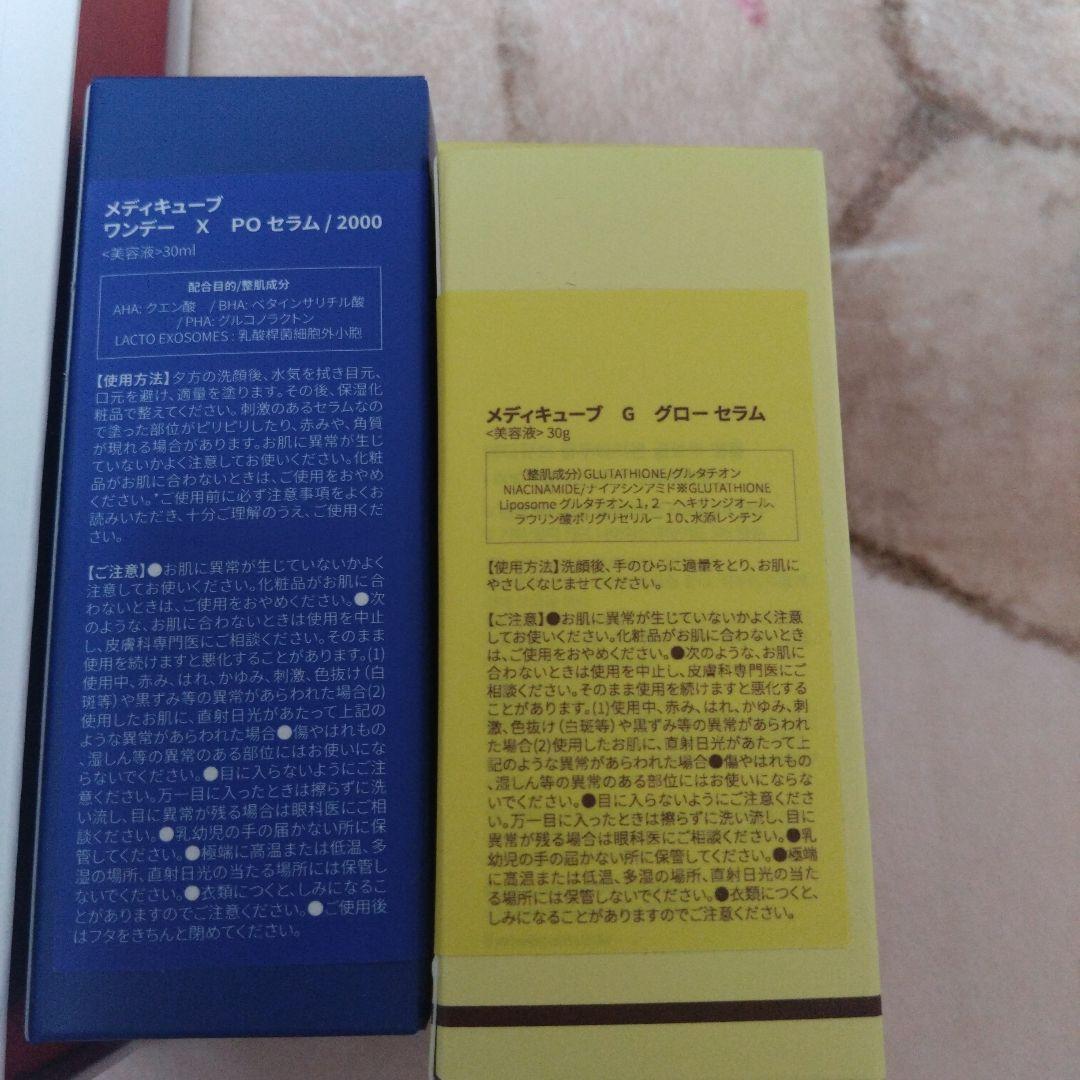 メディキューブ
ワンデー X PO セラム / 2000
<美容液>30ml
配合目的/整肌成分
AHA: クエン酸 / BHA: ベタインサリチル酸
/ PHA: グルコノラクトン
LACTO EXOSOMES : 乳酸桿菌細胞外小胞
【使用方法】夕方の洗顔後、水気を拭き目元、
口元を避け、適量を塗ります。その後、保湿化
粧品で整えてください。刺激のあるセラムなの
で塗った部位がピリピリしたり、赤みや、角質
が現れる場合があります。お肌に異常が生じ
ていないかよく注意してお使いください。化粧
品がお肌に合わないときは、ご使用をおやめ
ください。*ご使用前に必ず注意事項をよくお
読みいただき、十分ご理解のうえ、ご使用くだ
さい。
【ご注意】●お肌に異常が生じていないかよく
注意してお使いください。化粧品がお肌に合
わないときは、ご使用をおやめください。●次
のような、お肌に合わないときは使用を中止
し、皮膚科専門医にご相談ください。そのまま
使用を続けますと悪化することがあります。(1)
使用中、赤み、はれ、かゆみ、刺激、色抜け(白
斑等)や黒ずみ等の異常があらわれた場合(2)
使用したお肌に、直射日光があたって上記の
ような異常があらわれた場合●傷やはれもの
、湿しん等の異常のある部位にはお使いにな
らないでください。●目に入らないようにご注
意ください。万一目に入ったときは擦らずに洗
い流し、目に異常が残る場合は眼科医にご相
談ください。●乳幼児の手の届かない所に保
管してください。●極端に高温または低温、多
湿の場所、直射日光の当たる場所には保管し
ないでください。●衣類につくと、しみになるこ
とがありますのでご注意ください。●ご使用後
はフタをきちんと閉めてください。
メディキューブ G グロー セラム
<美容液> 30g
(整肌成分)GLUTATHIONE/グルタチオン
NIACINAMIDE/ナイアシンアミド※GLUTATHIONE
Liposome グルタチオン、1,2－ヘキサンジオール、
ラウリン酸ポリグリセリル－10、水添レシチン
【使用方法】洗顔後、手のひらに適量をとり、お肌に
やさしくなじませてください。
【ご注意】●お肌に異常が生じていないかよく注意
してお使いください。化粧品がお肌に合わないとき
は、ご使用をおやめください。●次のような、お肌に
合わないときは使用を中止し、皮膚科専門医にご
相談ください。そのまま使用を続けますと悪化する
ことがあります。(1)使用中、赤み、はれ、かゆみ、刺
激、色抜け(白斑等)や黒ずみ等の異常があらわれ
た場合(2)使用したお肌に、直射日光があたって上
記のような異常があらわれた場合●傷やはれもの
、湿しん等の異常のある部位にはお使いにならな
いでください。●目に入らないようにご注意くださ
い。万一目に入ったときは擦らずに洗い流し、目に
異常が残る場合は眼科医にご相談ください。●乳
幼児の手の届かない所に保管してください。●極端
に高温または低温、多湿の場所、直射日光の当た
る場所には保管しないでください。●衣類につくと、
しみになることがありますのでご注意ください。